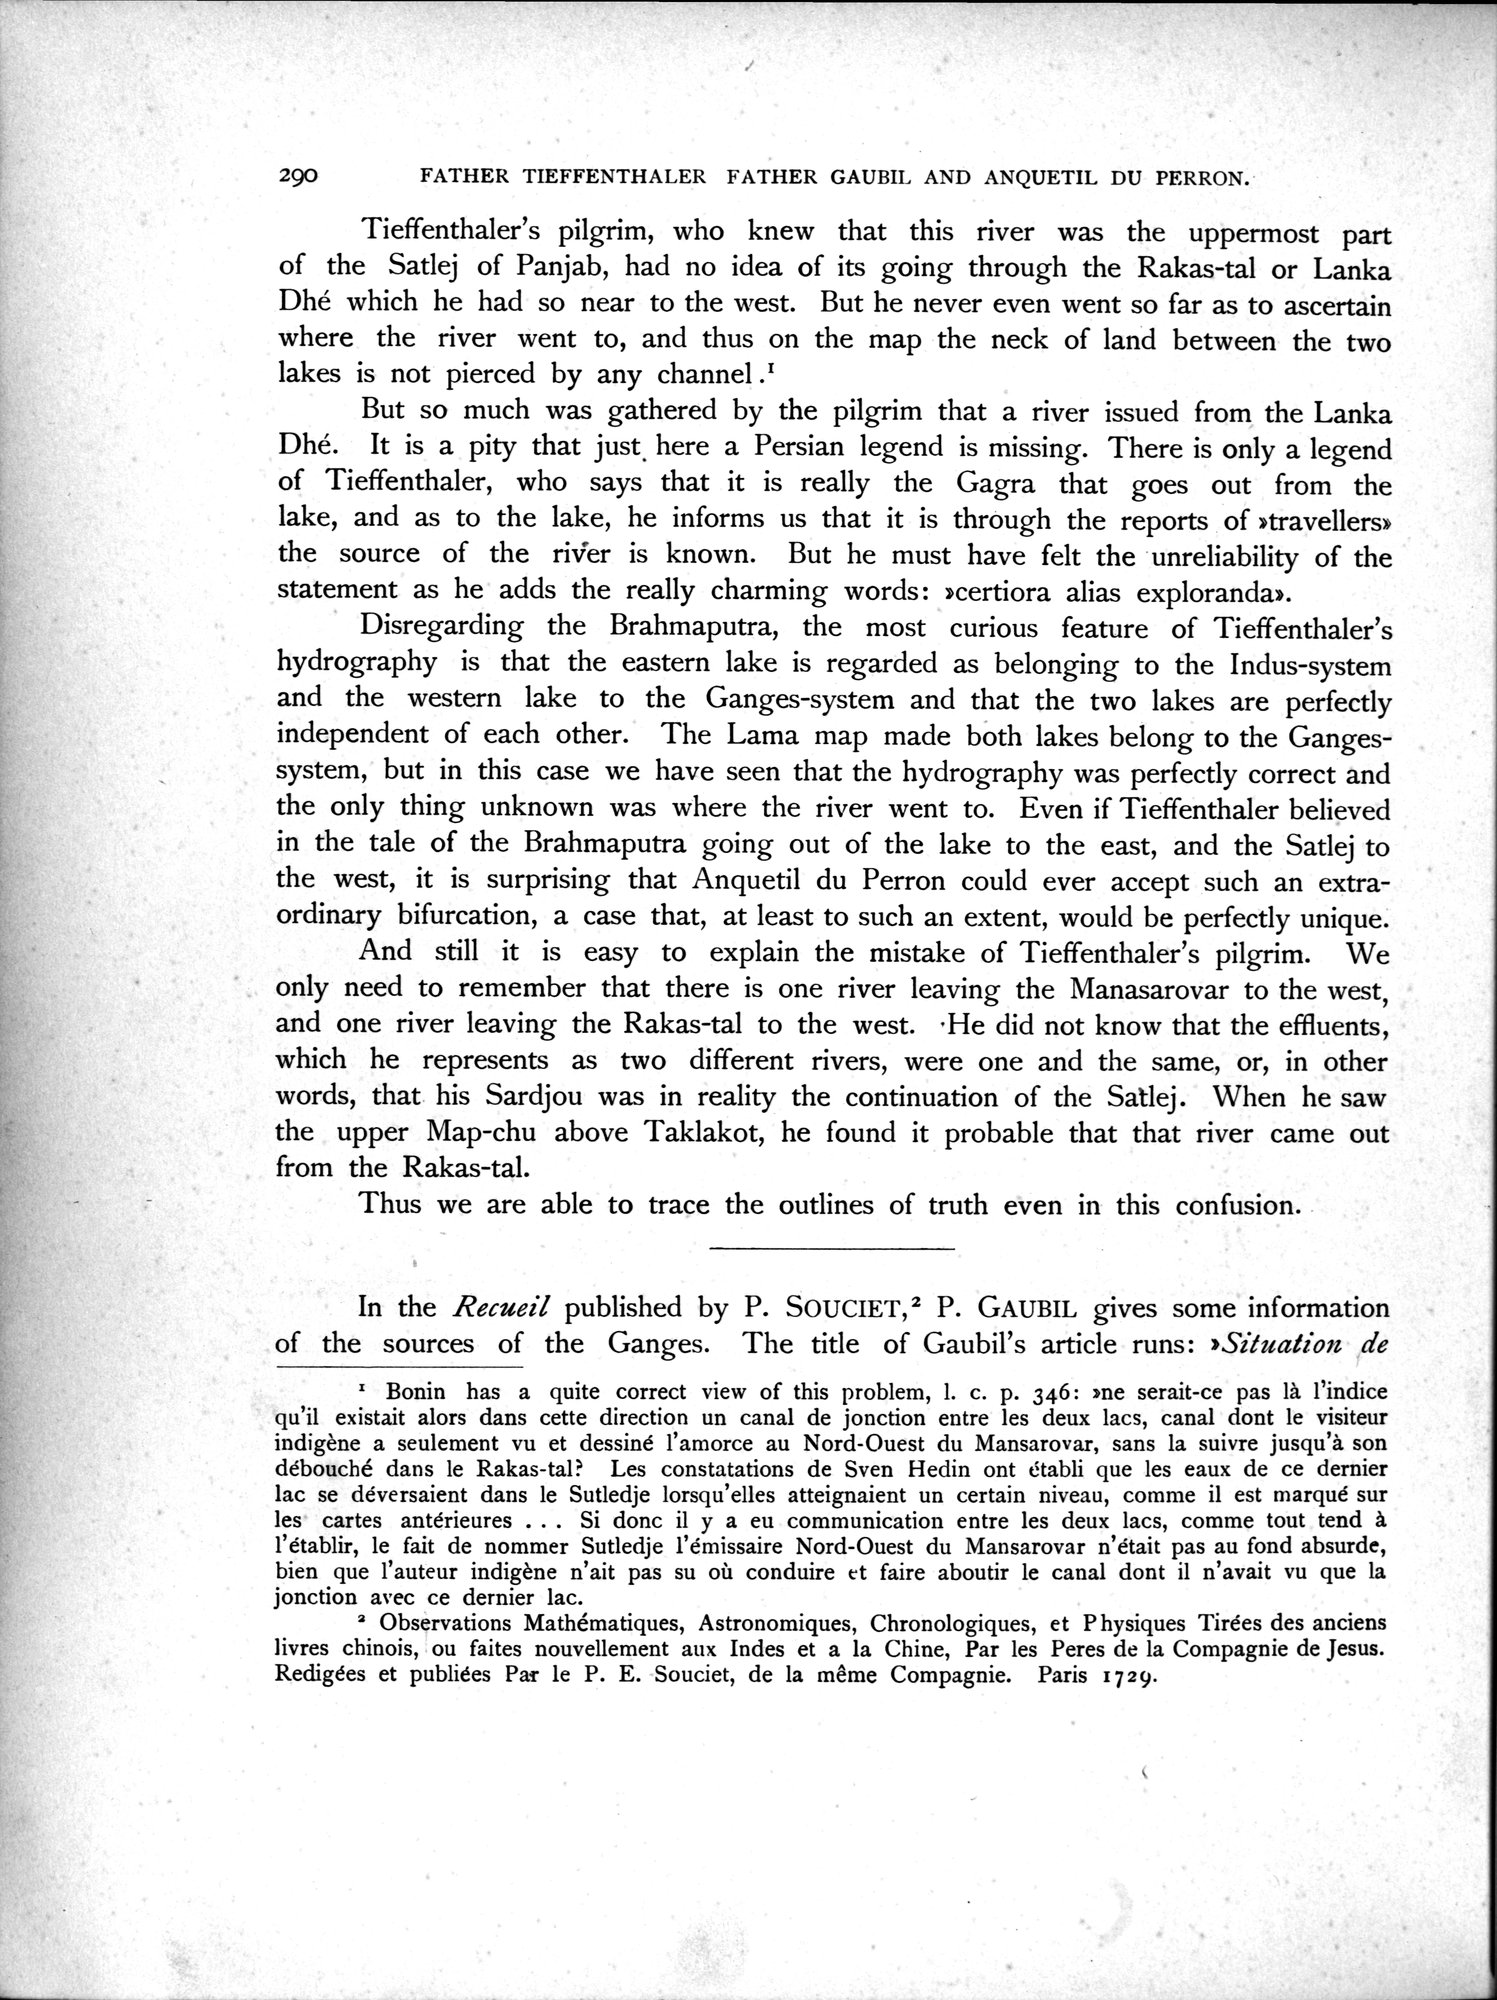 290 FATHER TIEFFENTHALER FATHER GAUBIL AND ANQUETIL DU PERRON.
Tieffenthaler's pilgrim, who knew that this river was the uppermost part
of the Satlej of Panjab, had no idea of its going through the Rakas-tal or Lanka
Dhé which he had so near to the west. But he never even went so far as to ascertain
where the river went to, and thus on the map the neck of land between the two
lakes is not pierced by any channel.¹
But so much was gathered by the pilgrim that a river issued from the Lanka
Dhé. It is a pity that just here a Persian legend is missing. There is only a legend
of Tieffenthaler, who says that it is really the Gagra that goes out from the
lake, and as to the lake, he informs us that it is through the reports of »travellers»
the source of the river is known. But he must have felt the unreliability of the
statement as he adds the really charming words: »certiora alias exploranda».
Disregarding the Brahmaputra, the most curious feature of Tieffenthaler's
hydrography is that the eastern lake is regarded as belonging to the Indus-system
and the western lake to the Ganges-system and that the two lakes are perfectly
independent of each other. The Lama map made both lakes belong to the Ganges-
system, but in this case we have seen that the hydrography was perfectly correct and
the only thing unknown was where the river went to. Even if Tieffenthaler believed
in the tale of the Brahmaputra going out of the lake to the east, and the Satlej to
the west, it is surprising that Anquetil du Perron could ever accept such an extra-
ordinary bifurcation, a case that, at least to such an extent, would be perfectly unique.
And still it is easy to explain the mistake of Tieffenthaler's pilgrim. We
only need to remember that there is one river leaving the Manasarovar to the west,
and one river leaving the Rakas-tal to the west. He did not know that the effluents,
which he represents as two different rivers, were one and the same, or, in other
words, that his Sardjou was in reality the continuation of the Satlej. When he saw
the upper Map-chu above Taklakot, he found it probable that that river came out
from the Rakas-tal.
Thus we are able to trace the outlines of truth even in this confusion.
In the Recueil published by P. SOUCIET,² P. GAUBIL gives some information
of the sources of the Ganges. The title of Gaubil's article runs: »Situation de
¹ Bonin has a quite correct view of this problem, l. c. p. 346: »ne serait-ce pas là l'indice
qu'il existait alors dans cette direction un canal de jonction entre les deux lacs, canal dont le visiteur
indigène a seulement vu et dessiné l'amorce au Nord-Ouest du Mansarovar, sans la suivre jusqu'à son
débouché dans le Rakas-tal? Les constatations de Sven Hedin ont établi que les eaux de ce dernier
lac se déversaient dans le Sutledje lorsqu'elles atteignaient un certain niveau, comme il est marqué sur
les cartes antérieures . . . Si donc il y a eu communication entre les deux lacs, comme tout tend à
l'établir, le fait de nommer Sutledje l'émissaire Nord-Ouest du Mansarovar n'était pas au fond absurde,
bien que l'auteur indigène n'ait pas su où conduire et faire aboutir le canal dont il n'avait vu que la
jonction avec ce dernier lac.
² Observations Mathématiques, Astronomiques, Chronologiques, et Physiques Tirées des anciens
livres chinois, ou faites nouvellement aux Indes et a la Chine, Par les Peres de la Compagnie de Jesus.
Redigées et publiées Par le P. E. Souciet, de la même Compagnie. Paris 1729.